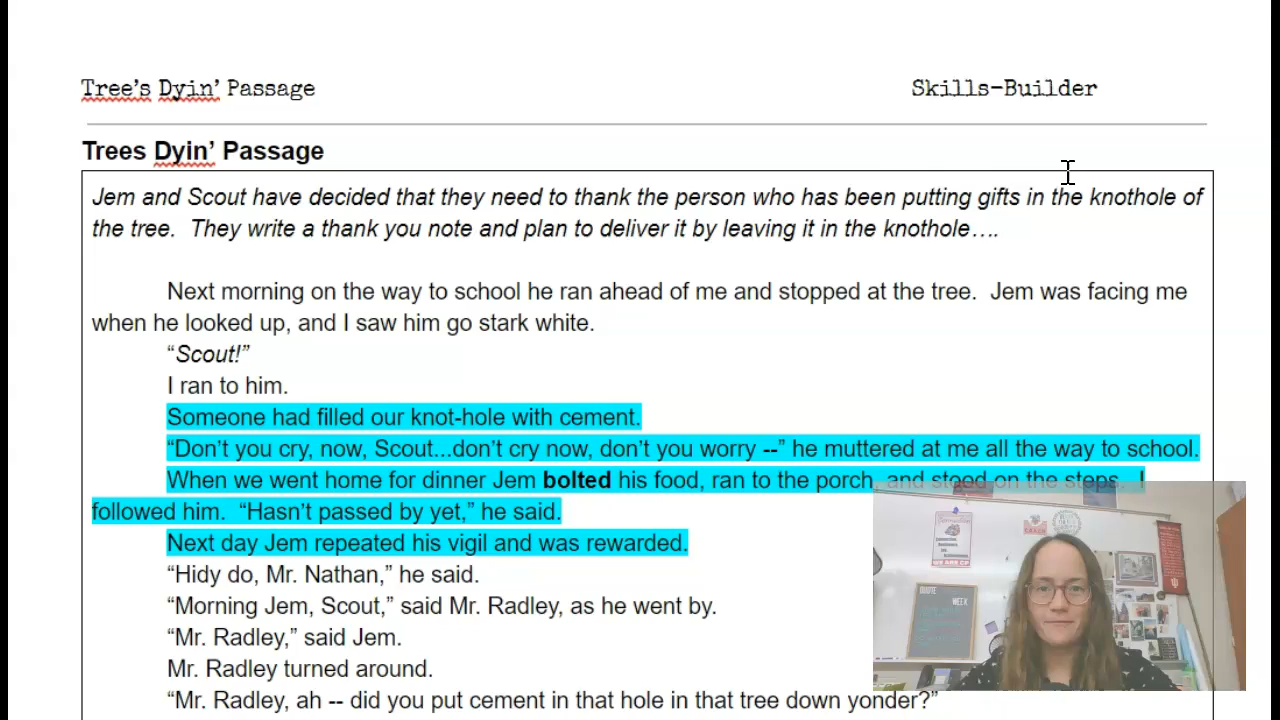 Tree's Dyin' Passage Skills-Builder
Trees Dyin' Passage
Jem and Scout have decided that they need to thank the person who has been putting gifts in the knothole of
the tree.  They write a thank you note and plan to deliver it by leaving it in the knothole….
Next morning on the way to school he ran ahead of me and stopped at the tree.  Jem was facing me
when he looked up, and I saw him go stark white.
“Scout!”
I ran to him.
Someone had filled our knot-hole with cement.
“Don’t you cry, now, Scout...don’t cry now, don’t you worry --” he muttered at me all the way to school.
When we went home for dinner Jem bolted his food, ran to the porch, and stood on the steps.  I
followed him.  “Hasn’t passed by yet,” he said.
Next day Jem repeated his vigil and was rewarded.
“Hidy do, Mr. Nathan,” he said.
“Morning Jem, Scout,” said Mr. Radley, as he went by.
“Mr. Radley,” said Jem.
Mr. Radley turned around.
“Mr. Radley, ah -- did you put cement in that hole in that tree down yonder?”
QUOTE
WEEK
WE ARE CP